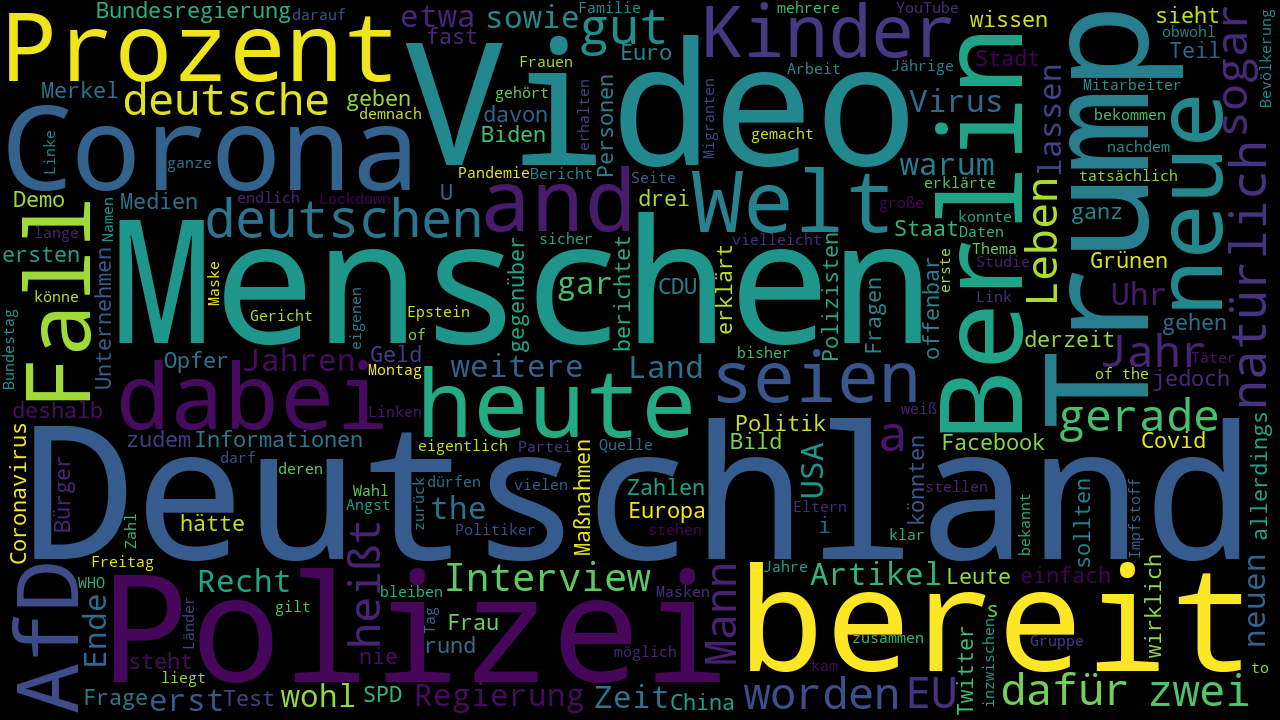 Bundesregierung
darauf
etwa
sowie
Familie
mehrere
YouTube
wissen
sieht
Prozent
fast
gut
Kinder
obwohl
Frauen
Euro
Stadt
Teil
Merkel
deutsche
geben
demnach
Video
gehört
Arbeit
Jährige
Virus
Mitarbeiter
sogar
Bevölkerung
davon
Biden
Personen
erhalten
Migranten
gemacht
bekommen
Corona
Linke
ganze
Pandemie
Bericht
Seite
warum
Berlin
lassen
nachdem
Trump
neue
tatsächlich
Demo
Medien
endlich
Lockdown
U
and
drei
Welt
erklärte
große
Leben
ganz
natürlich
Fall
Namen
deutschen
Staat
konnte
Daten
lange
ersten
Menschen
sicher
vielleicht
Thema
Studie
erste
Grünen
Unternehmen
Maske
gegenüber
gar
berichtet
CDU
erklärt
Polizisten
Fragen
offenbar
Link
Uhr
könne
Gericht
eigenen
Epstein
of
gehen
Bundestag
Opfer
Jahren
Geld
weitere
Land
bisher
derzeit
Jahr
Täter
Montag
of the
jedoch
dabei
heute
seien
deshalb
Linken
weiß
gerade
zudem
Informationen
eigentlich
Partei
Quelle
Politik
Bild
a
Facebook
Covid
allerdings
Coronavirus
Bürger
darf
deren
Deutschland
Wahl
Angst
zurück
dürfen
vielen
Maßnahmen
Zahlen
USA
Eltern
könnten
stellen
Zahl
hätte
the
Politiker
Europa
stehen
i
klar
bekannt
sollten
Impfstoff
Freitag
heißt
AfD
WHO
Ende
Recht
bleiben
Interview
Mann
Jahre
Artikel
Leute
einfach
wirklich
neuen
Polizei
Länder
gilt
Tag
Masken
bereit
s
Frau
rund
zusammen
Gruppe
steht
nie
möglich
kam
Twitter
inzwischen
to
liegt
Frage
erst
Test
wohl
SPD
Regierung
Zeit
China
worden
EU
dafür
zwei